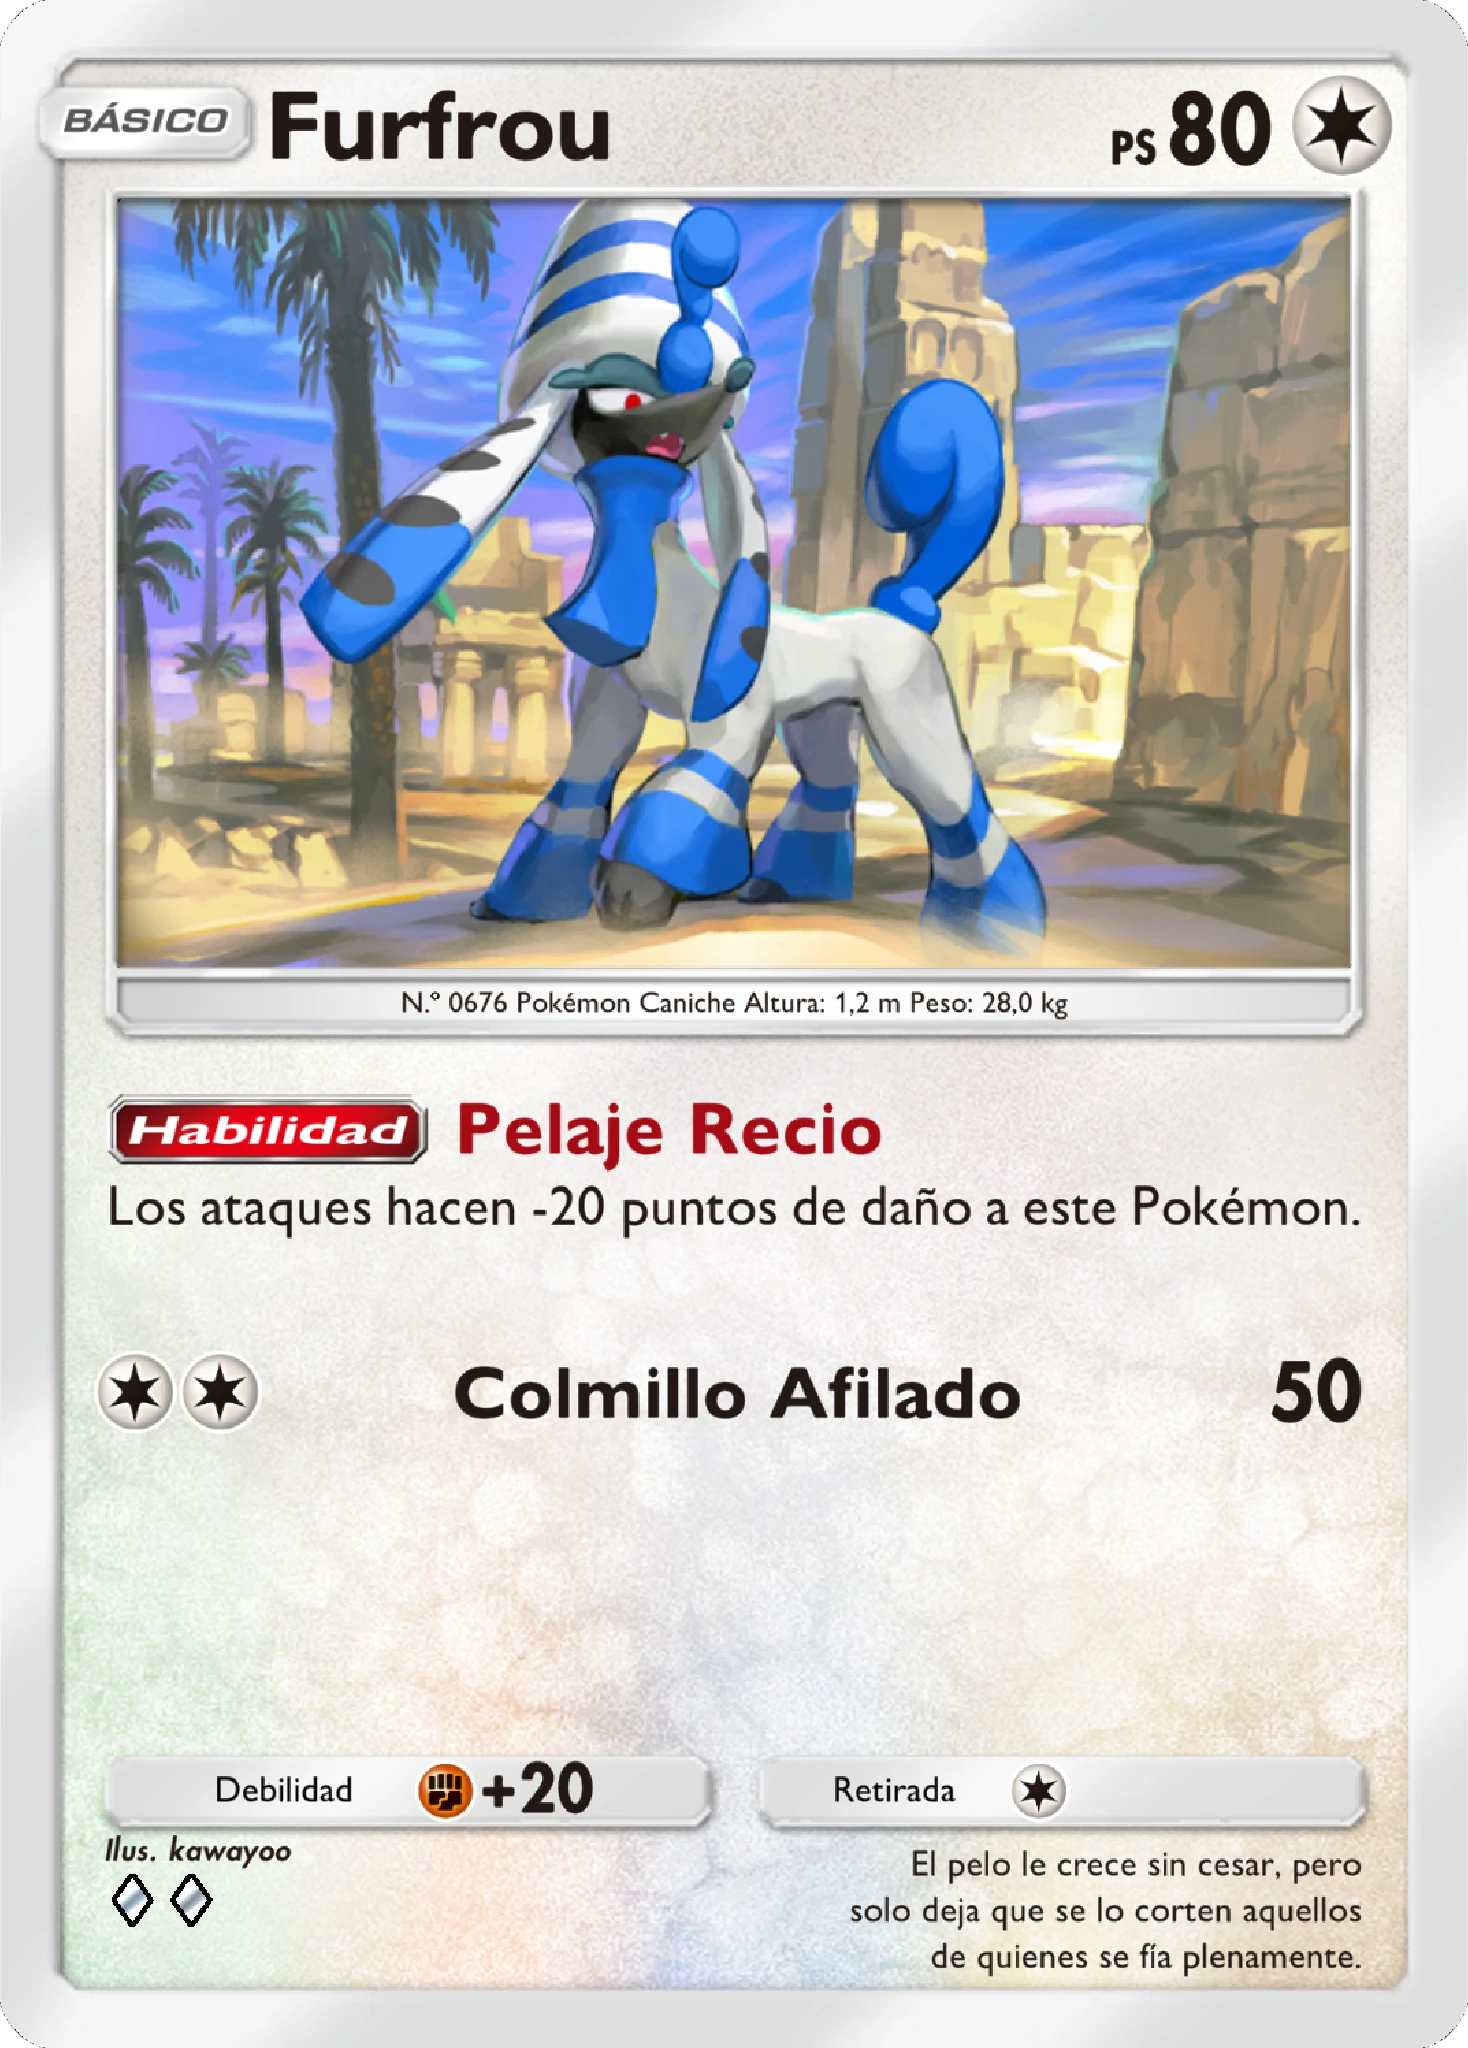 BÁSICO Furfrou PS 80
N.º 0676 Pokémon Caniche Altura: 1,2 m Peso: 28,0 kg
Habilidad Pelaje Recio
Los ataques hacen -20 puntos de daño a este Pokémon.
Colmillo Afilado 50
Debilidad +20 Retirada
Ilus. kawayoo
El pelo le crece sin cesar, pero
solo deja que se lo corten aquellos
de quienes se fía plenamente.